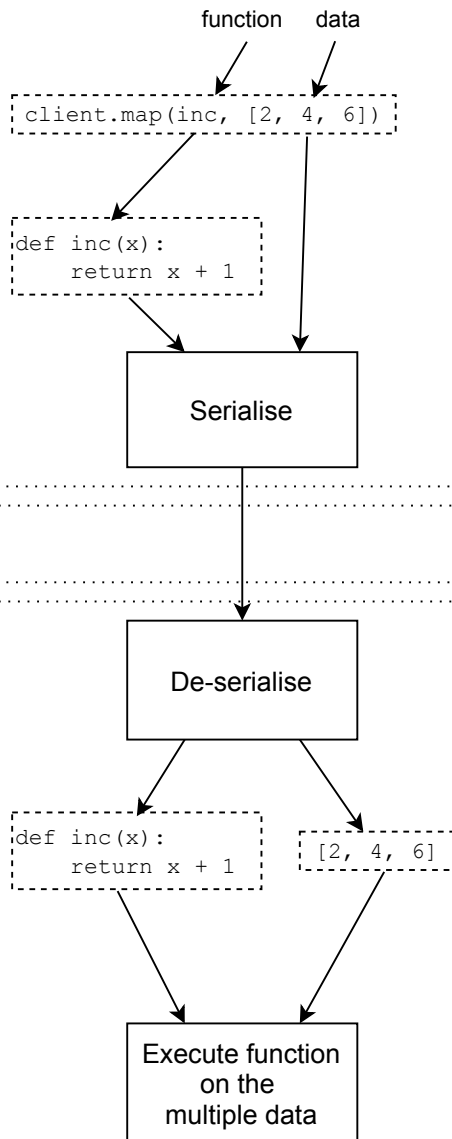 function data
client.map(inc, [2, 4, 6])
def inc(x):
    return x + 1
Serialise
De-serialise
def inc(x):
    return x + 1
[2, 4, 6]
Execute function
on the
multiple data